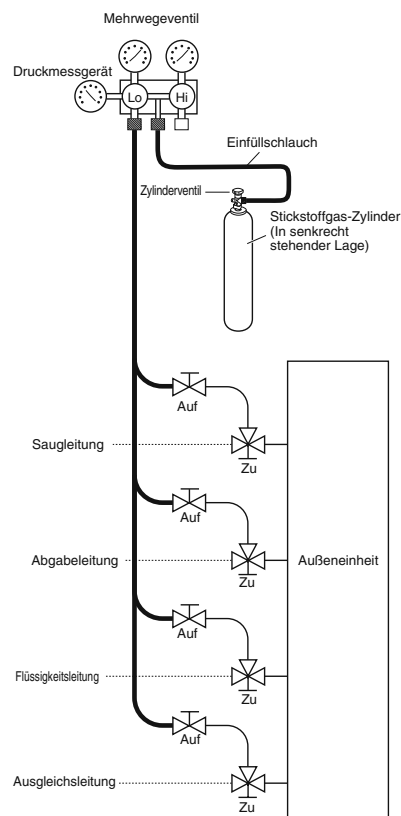 Mehrwegeventil
Druckmessgerät
Lo
Hi
Einfüllschlauch
Zylinderventil
Stickstoffgas-Zylinder
(In senkrecht
stehender Lage)
Auf
Saugleitung
Zu
Auf
Abgabeleitung
Zu
Außeneinheit
Auf
Flüssigkeitsleitung
Zu
Auf
Ausgleichsleitung
Zu